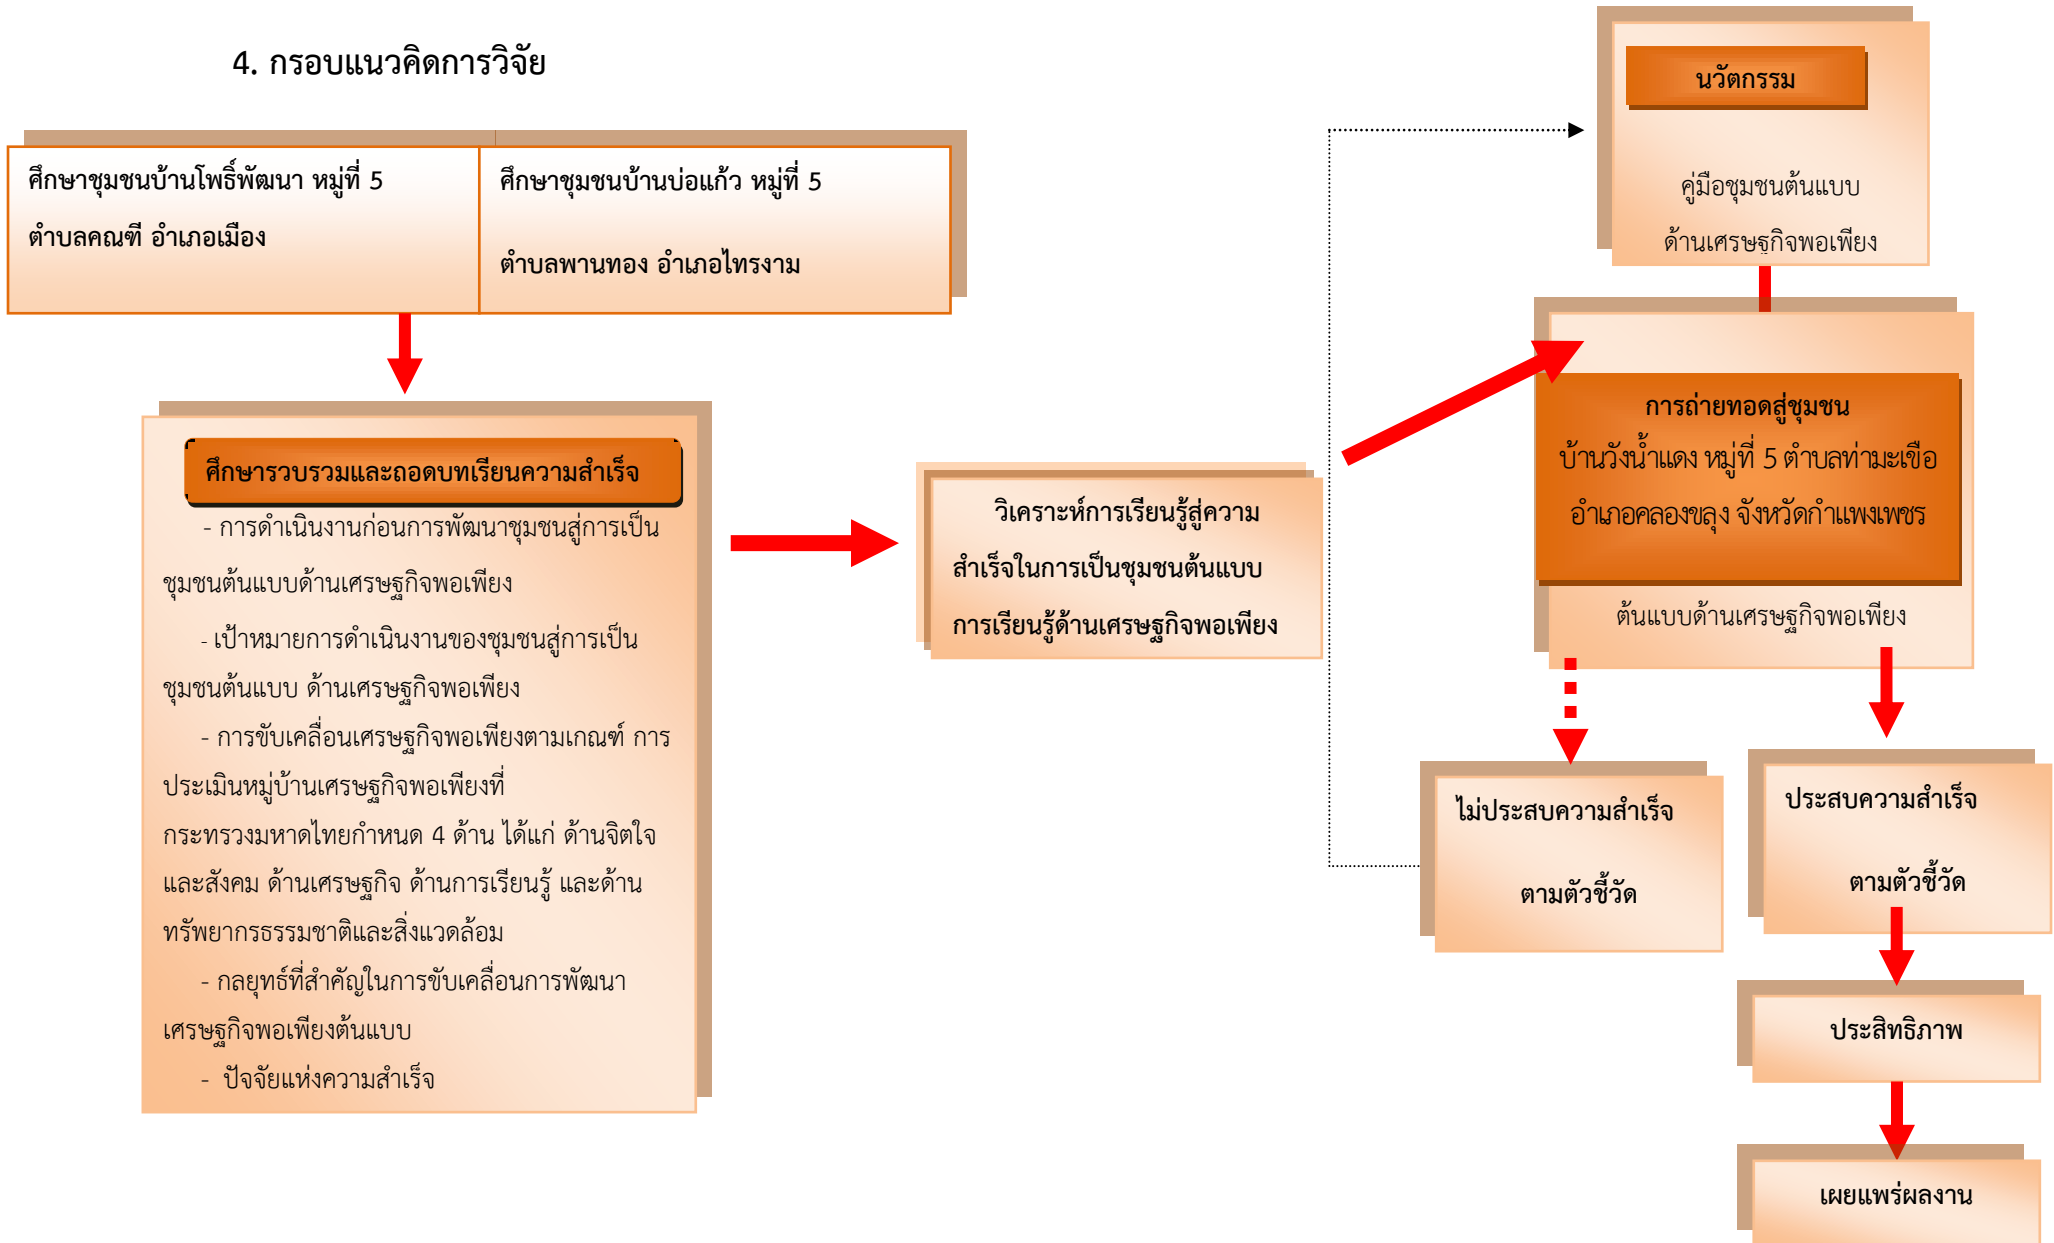 4. กรอบแนวคิดการวิจัย
ศึกษาชุมชนบ้านโพธิ์พัฒนา หมู่ที่ 5
ตำบลคณฑี อำเภอเมือง
ศึกษาชุมชนบ้านบ่อแก้ว หมู่ที่ 5
ตำบลพานทอง อำเภอไทรงาม
ศึกษารวบรวมและถอดบทเรียนความสำเร็จ
- การดำเนินงานก่อนการพัฒนาชุมชนสู่การเป็น
ชุมชนต้นแบบด้านเศรษฐกิจพอเพียง
- เป้าหมายการดำเนินงานของชุมชนสู่การเป็น
ชุมชนต้นแบบ ด้านเศรษฐกิจพอเพียง
- การขับเคลื่อนเศรษฐกิจพอเพียงตามเกณฑ์ การ
ประเมินหมู่บ้านเศรษฐกิจพอเพียงที่
กระทรวงมหาดไทยกำหนด 4 ด้าน ได้แก่ ด้านจิตใจ
และสังคม ด้านเศรษฐกิจ ด้านการเรียนรู้ และด้าน
ทรัพยากรธรรมชาติและสิ่งแวดล้อม
- กลยุทธ์ที่สำคัญในการขับเคลื่อนการพัฒนา
เศรษฐกิจพอเพียงต้นแบบ
- ปัจจัยแห่งความสำเร็จ
วิเคราะห์การเรียนรู้สู่ความ
สำเร็จในการเป็นชุมชนต้นแบบ
การเรียนรู้ด้านเศรษฐกิจพอเพียง
นวัตกรรม
คู่มือชุมชนต้นแบบ
ด้านเศรษฐกิจพอเพียง
การถ่ายทอดสู่ชุมชน
บ้านวังน้ำแดง หมู่ที่ 5 ตำบลท่ามะเขือ
อำเภอคลองขลุง จังหวัดกำแพงเพชร
ต้นแบบด้านเศรษฐกิจพอเพียง
ไม่ประสบความสำเร็จ
ตามตัวชี้วัด
ประสบความสำเร็จ
ตามตัวชี้วัด
ประสิทธิภาพ
เผยแพร่ผลงาน